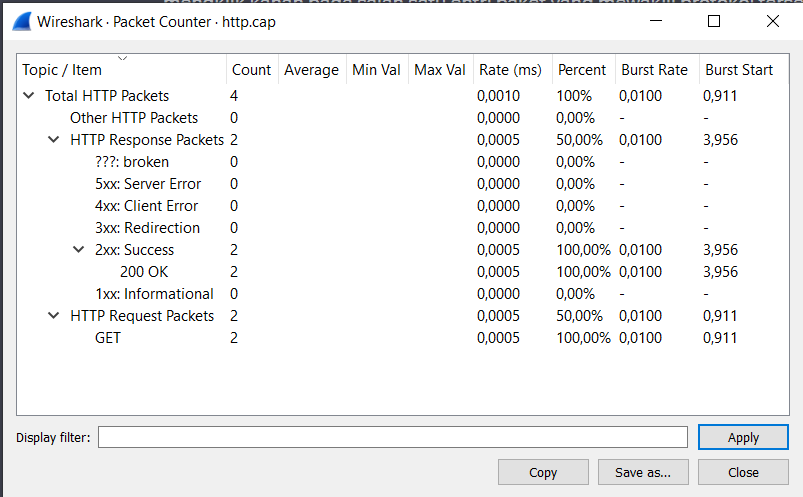 Wireshark · Packet Counter · http.cap
Topic / Item Count Average Min Val Max Val Rate (ms) Percent Burst Rate Burst Start
Total HTTP Packets 4 0,0010 100% 0,0100 0,911
Other HTTP Packets 0 0,0000 0,00% - -
HTTP Response Packets 2 0,0005 50,00% 0,0100 3,956
???: broken 0 0,0000 0,00% - -
5xx: Server Error 0 0,0000 0,00% - -
4xx: Client Error 0 0,0000 0,00% - -
3xx: Redirection 0 0,0000 0,00% - -
2xx: Success 2 0,0005 100,00% 0,0100 3,956
200 OK 2 0,0005 100,00% 0,0100 3,956
1xx: Informational 0 0,0000 0,00% - -
HTTP Request Packets 2 0,0005 50,00% 0,0100 0,911
GET 2 0,0005 100,00% 0,0100 0,911
Display filter: Apply
Copy Save as... Close